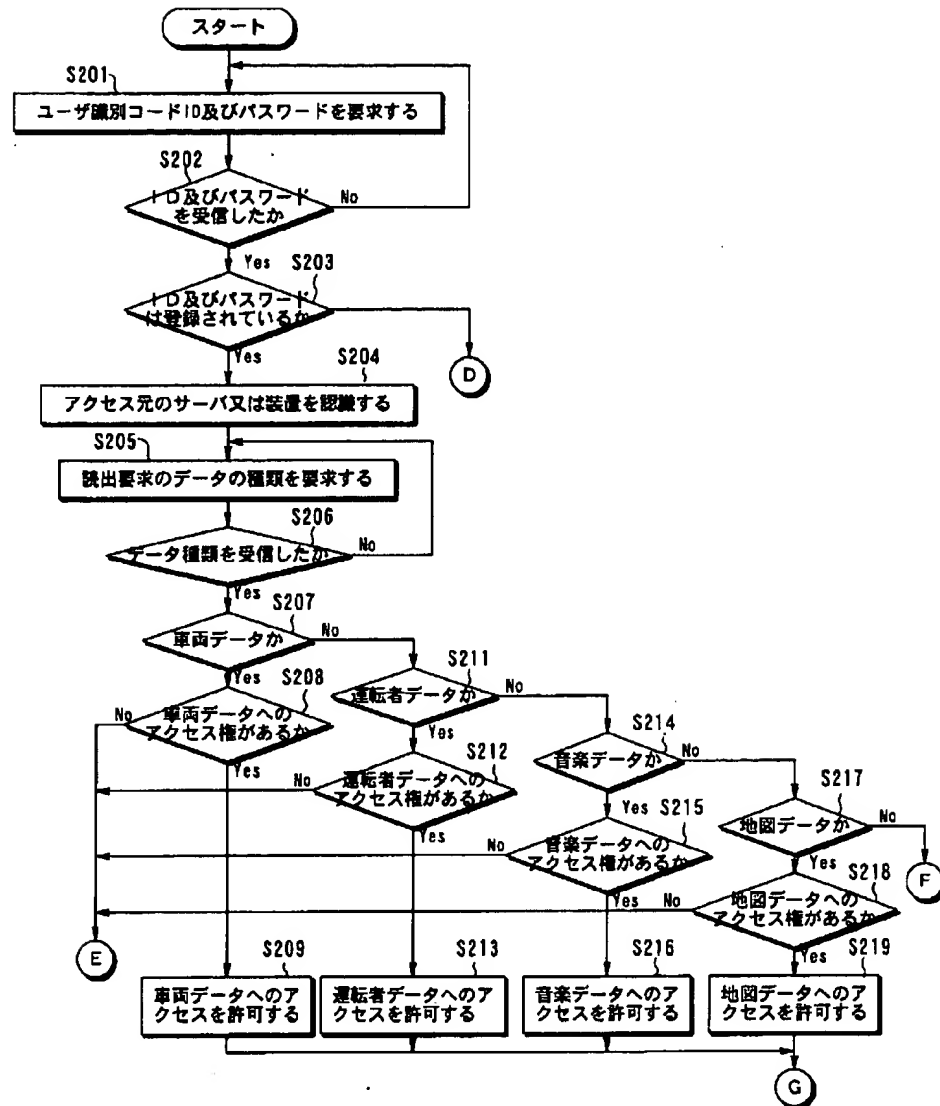 スタート
S201
ユーザ識別コードID及びパスワードを要求する
S202
ID及びパスワード
を受信したか
No
Yes
S203
ID及びパスワード
は登録されているか
Yes
D
S204
アクセス元のサーバ又は装置を認識する
S205
読出要求のデータの種類を要求する
S206
データ種類を受信したか
No
Yes
S207
車両データか
No
Yes
S208
車両データへの
アクセス権があるか
No
Yes
S211
運転者データか
No
Yes
S212
運転者データへの
アクセス権があるか
No
Yes
S214
音楽データか
No
Yes
S215
音楽データへの
アクセス権があるか
No
Yes
S217
地図データか
No
Yes
F
S218
地図データへの
アクセス権があるか
No
Yes
E
S209
車両データへのア
クセスを許可する
S213
運転者データへのア
クセスを許可する
S216
音楽データへのア
クセスを許可する
S219
地図データへのア
クセスを許可する
G